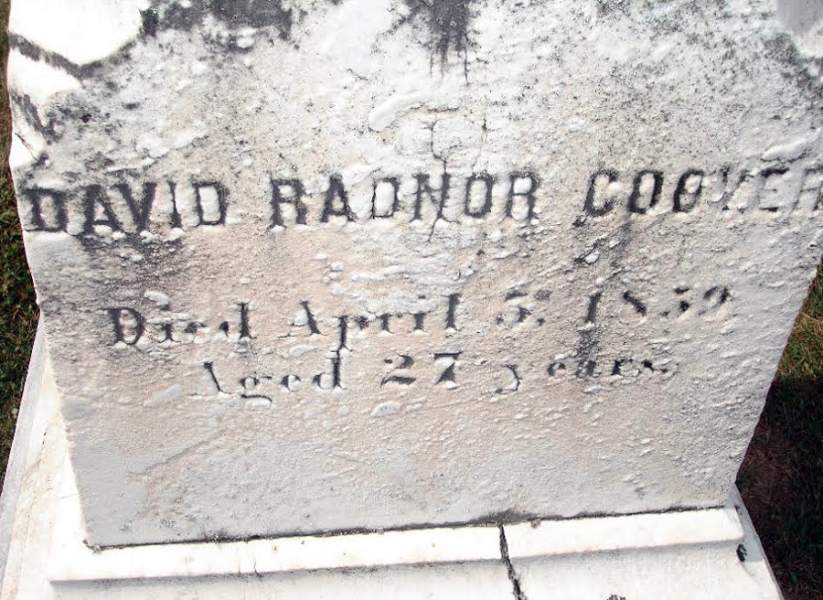 DAVID RADNOR COOVER
Died April 5, 1859
Aged 27 years.